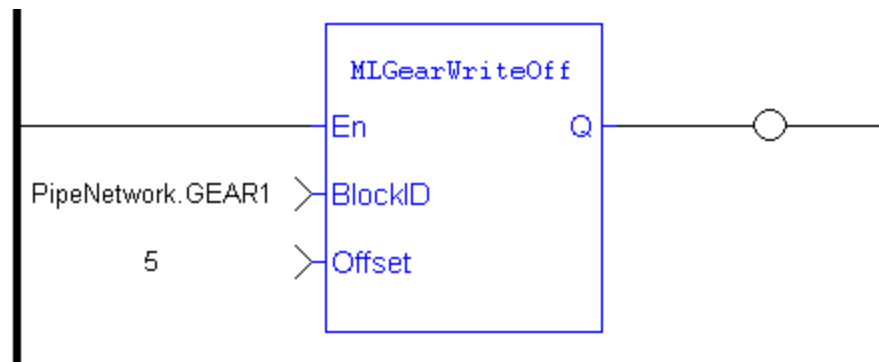 MLGearWriteOff
En Q
PipeNetwork.GEAR1 BlockID
5 Offset